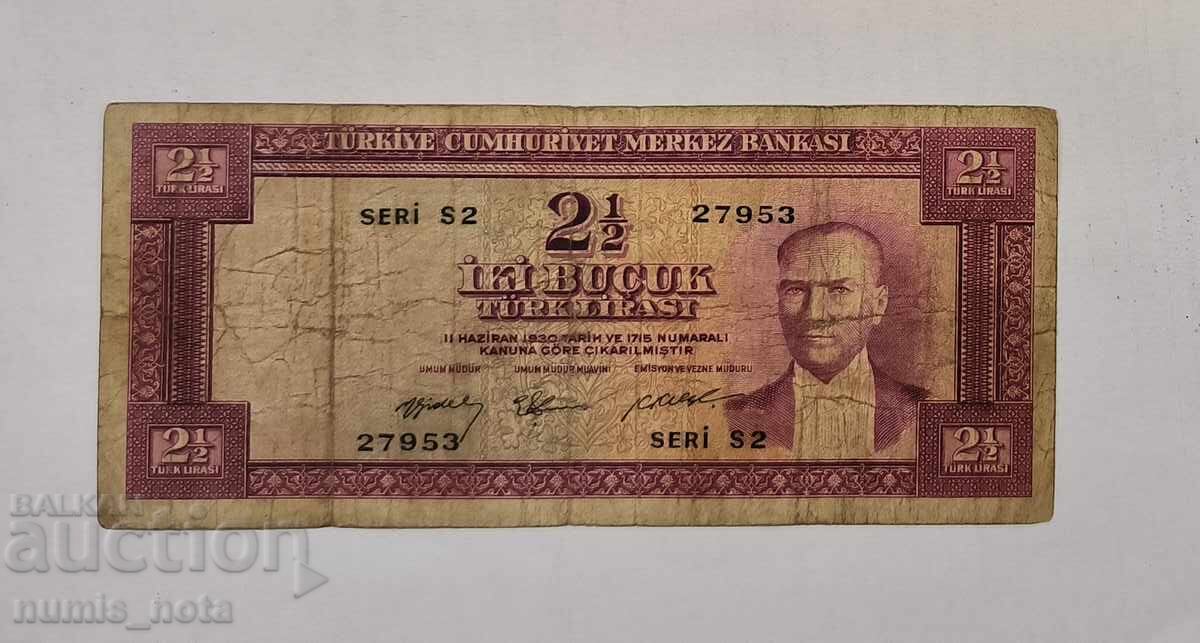 TÜRKİYE CUMHURİYET MERKEZ BANKASI
2½ TÜRK LİRASI
2½ TÜRK LİRASI
SERİ S2 2½ 27953
İKİ BUÇUK
TÜRK LİRASI
11 HAZİRAN 1930 TARİH VE 1715 NUMARALI
KANUNA GÖRE ÇIKARILMIŞTIR
UMUM MÜDÜR UMUM MÜDÜR MUAVİNİ EMİSYON VE VEZNE MÜDÜRÜ
27953 SERİ S2
2½ TÜRK LİRASI
2½ TÜRK LİRASI
BALKAN
auction
numis_nota